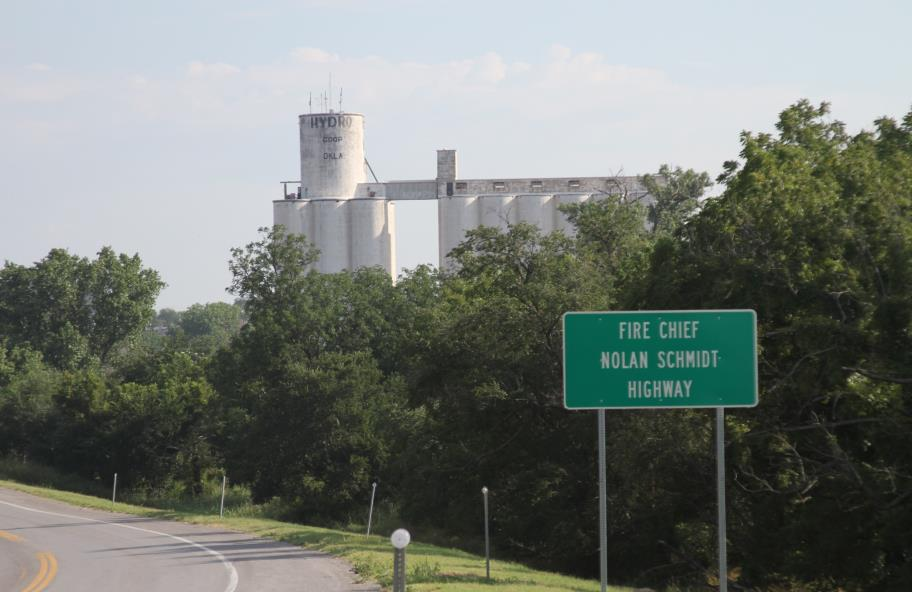 HYDRO
COOP
OKLA
FIRE CHIEF
NOLAN SCHMIDT
HIGHWAY